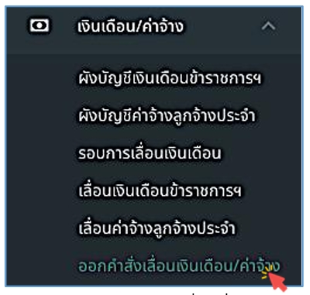 เงินเดือน/ค่าจ้าง
ผังบัญชีเงินเดือนข้าราชการฯ
ผังบัญชีค่าจ้างลูกจ้างประจำ
รอบการเลื่อนเงินเดือน
เลื่อนเงินเดือนข้าราชการฯ
เลื่อนค่าจ้างลูกจ้างประจำ
ออกคำสั่งเลื่อนเงินเดือน/ค่าจ้าง